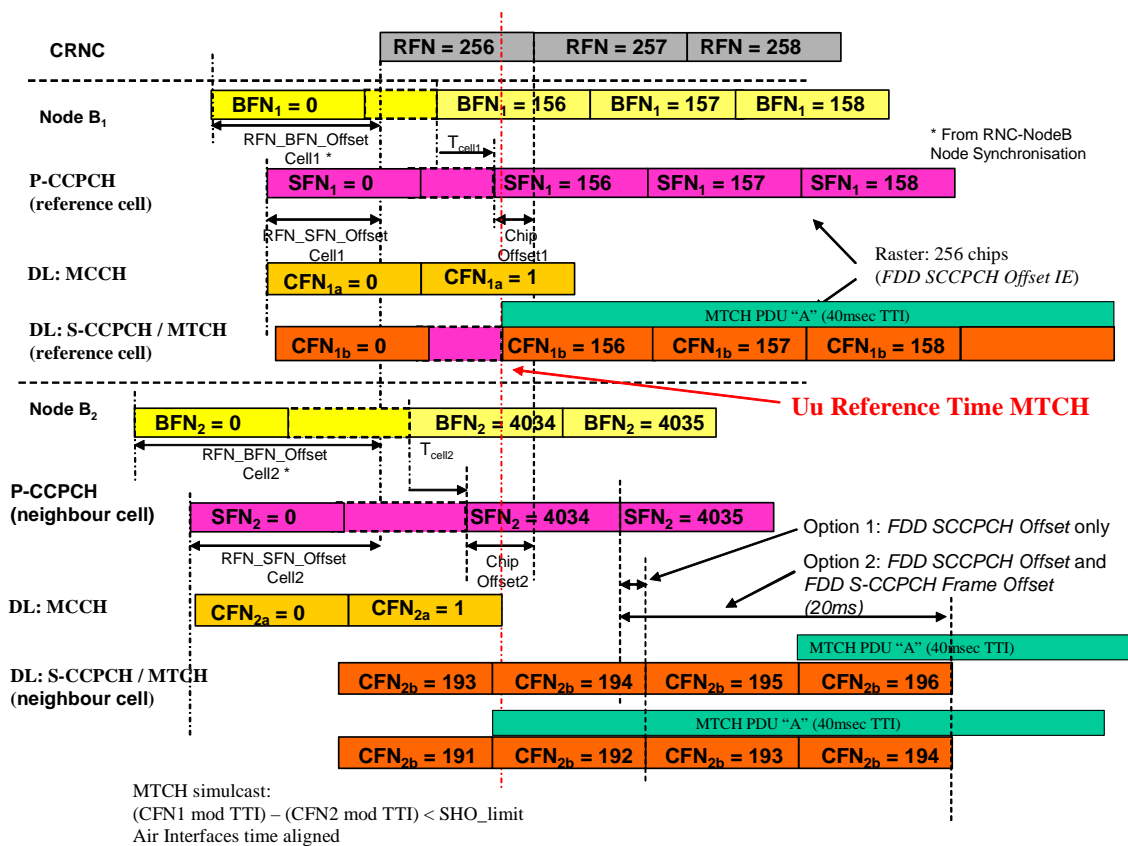 CRNC
RFN = 256
RFN = 257
RFN = 258
Node B1
BFN1 = 0
BFN1 = 156
BFN1 = 157
BFN1 = 158
RFN_BFN_Offset
Cell1 *
Tcell1
* From RNC-NodeB
Node Synchronisation
P-CCPCH
(reference cell)
SFN1 = 0
SFN1 = 156
SFN1 = 157
SFN1 = 158
RFN_SFN_Offset
Cell1
Chip
Offset1
Raster: 256 chips
(FDD SCCPCH Offset IE)
DL: MCCH
CFN1a = 0
CFN1a = 1
MTCH PDU “A” (40msec TTI)
DL: S-CCPCH / MTCH
(reference cell)
CFN1b = 0
CFN1b = 156
CFN1b = 157
CFN1b = 158
Uu Reference Time MTCH
Node B2
BFN2 = 0
BFN2 = 4034
BFN2 = 4035
RFN_BFN_Offset
Cell2 *
Tcell2
P-CCPCH
(neighbour cell)
SFN2 = 0
SFN2 = 4034
SFN2 = 4035
RFN_SFN_Offset
Cell2
Chip
Offset2
Option 1: FDD SCCPCH Offset only
Option 2: FDD SCCPCH Offset and
FDD S-CCPCH Frame Offset
(20ms)
DL: MCCH
CFN2a = 0
CFN2a = 1
MTCH PDU “A” (40msec TTI)
DL: S-CCPCH / MTCH
(neighbour cell)
CFN2b = 193
CFN2b = 194
CFN2b = 195
CFN2b = 196
MTCH PDU “A” (40msec TTI)
CFN2b = 191
CFN2b = 192
CFN2b = 193
CFN2b = 194
MTCH simulcast:
(CFN1 mod TTI) – (CFN2 mod TTI) < SHO_limit
Air Interfaces time aligned